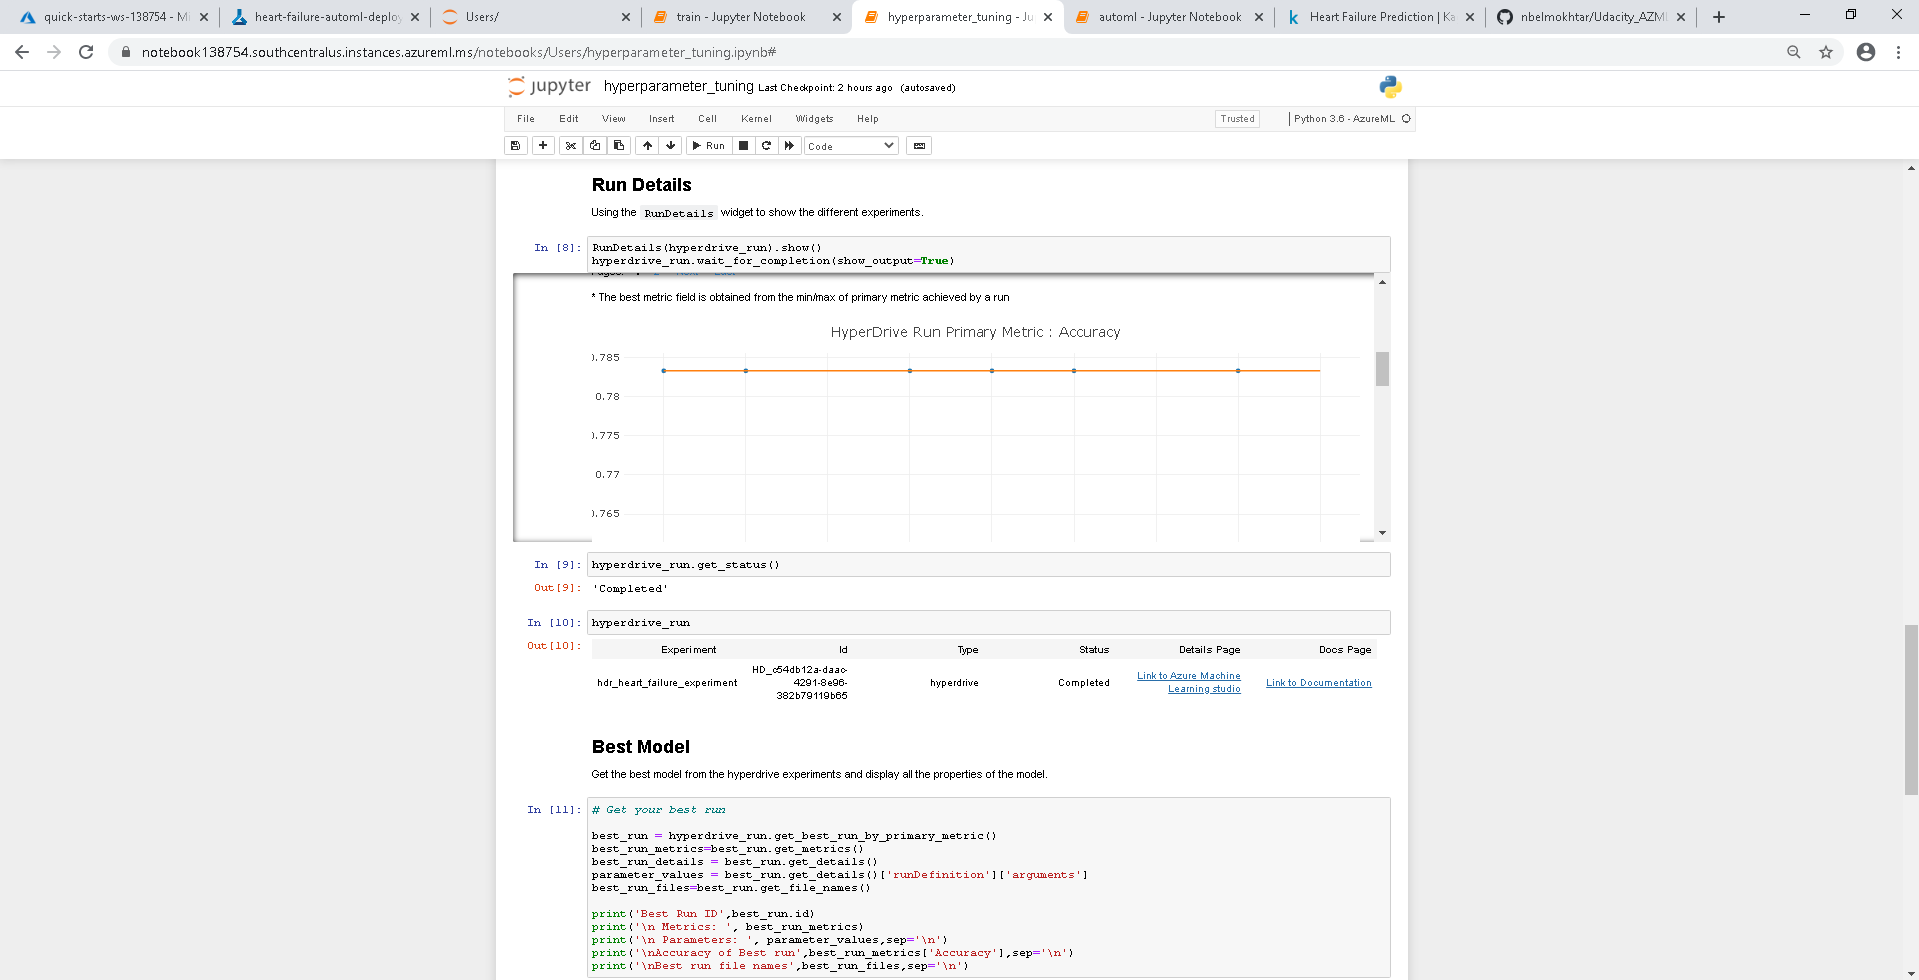 quick-starts-ws-138754 - Mi
heart-failure-automl-deploy
Users/
train - Jupyter Notebook
hyperparameter_tuning - Ju
automl - Jupyter Notebook
Heart Failure Prediction | Ka
nbelmokhtar/Udacity_AZML
notebook138754.southcentralus.instances.azureml.ms/notebooks/Users/hyperparameter_tuning.ipynb#
jupyter hyperparameter_tuning Last Checkpoint: 2 hours ago (autosaved)
File Edit View Insert Cell Kernel Widgets Help Trusted Python 3.6 - AzureML
Run Code
Run Details
Using the RunDetails widget to show the different experiments.
In [8]: RunDetails(hyperdrive_run).show()
hyperdrive_run.wait_for_completion(show_output=True)
* The best metric field is obtained from the min/max of primary metric achieved by a run
HyperDrive Run Primary Metric : Accuracy
0.785
0.78
0.775
0.77
0.765
In [9]: hyperdrive_run.get_status()
Out[9]: 'Completed'
In [10]: hyperdrive_run
Out[10]:
Experiment Id Type Status Details Page Docs Page
hdr_heart_failure_experiment HD_c54db12a-daac-4291-8e96-382b79119b65 hyperdrive Completed Link to Azure Machine Learning studio Link to Documentation
Best Model
Get the best model from the hyperdrive experiments and display all the properties of the model.
In [11]: # Get your best run
best_run = hyperdrive_run.get_best_run_by_primary_metric()
best_run_metrics=best_run.get_metrics()
best_run_details = best_run.get_details()
parameter_values = best_run.get_details()['runDefinition']['arguments']
best_run_files=best_run.get_file_names()
print('Best Run ID',best_run.id)
print('\n Metrics: ', best_run_metrics)
print('\n Parameters: ', parameter_values,sep='\n')
print('\nAccuracy of Best run',best_run_metrics['Accuracy'],sep='\n')
print('\nBest run file names',best_run_files,sep='\n')